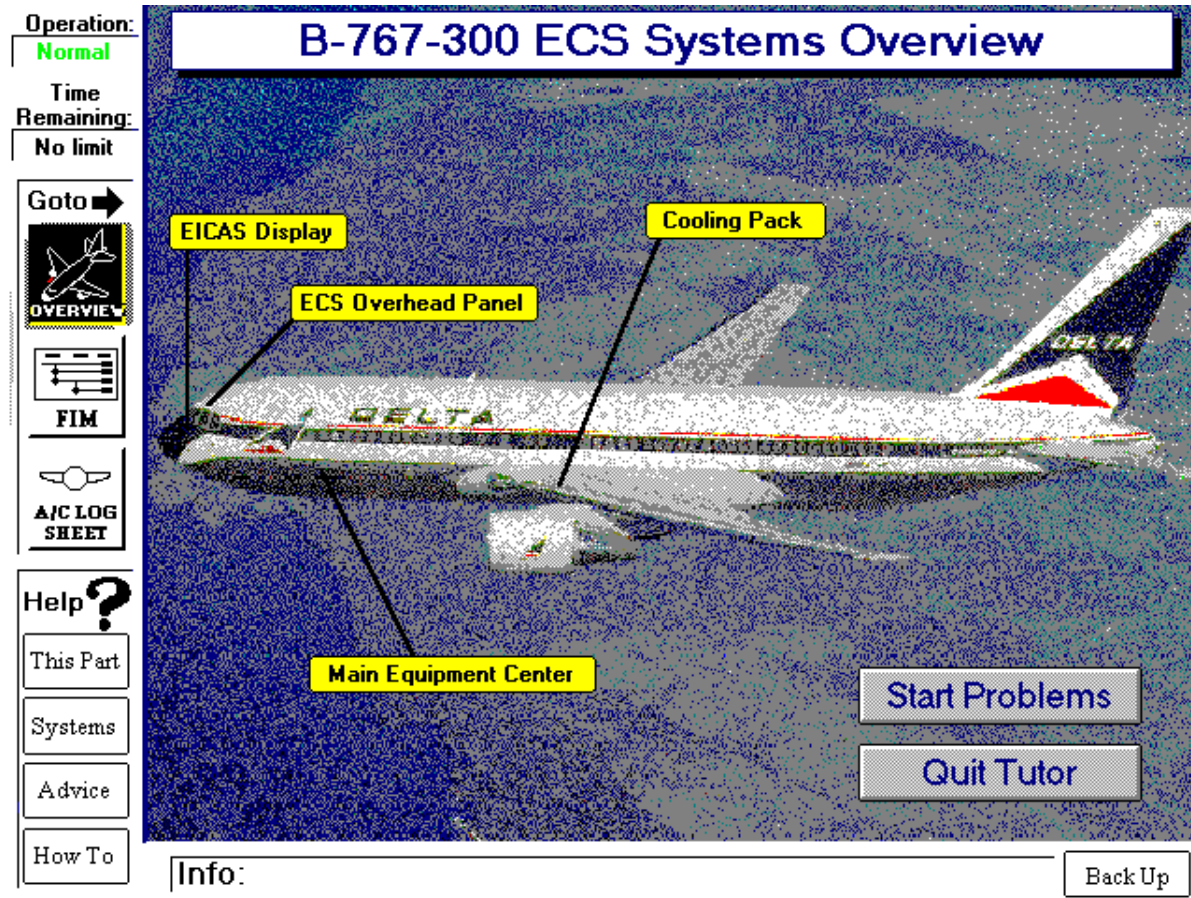 Operation:
Normal
Time
Remaining:
No limit
Goto
OVERVIEW
FIM
A/C LOG
SHEET
Help?
This Part
Systems
Advice
How To
B-767-300 ECS Systems Overview
EICAS Display
Cooling Pack
ECS Overhead Panel
DELTA
DELTA
Main Equipment Center
Start Problems
Quit Tutor
Info:
Back Up